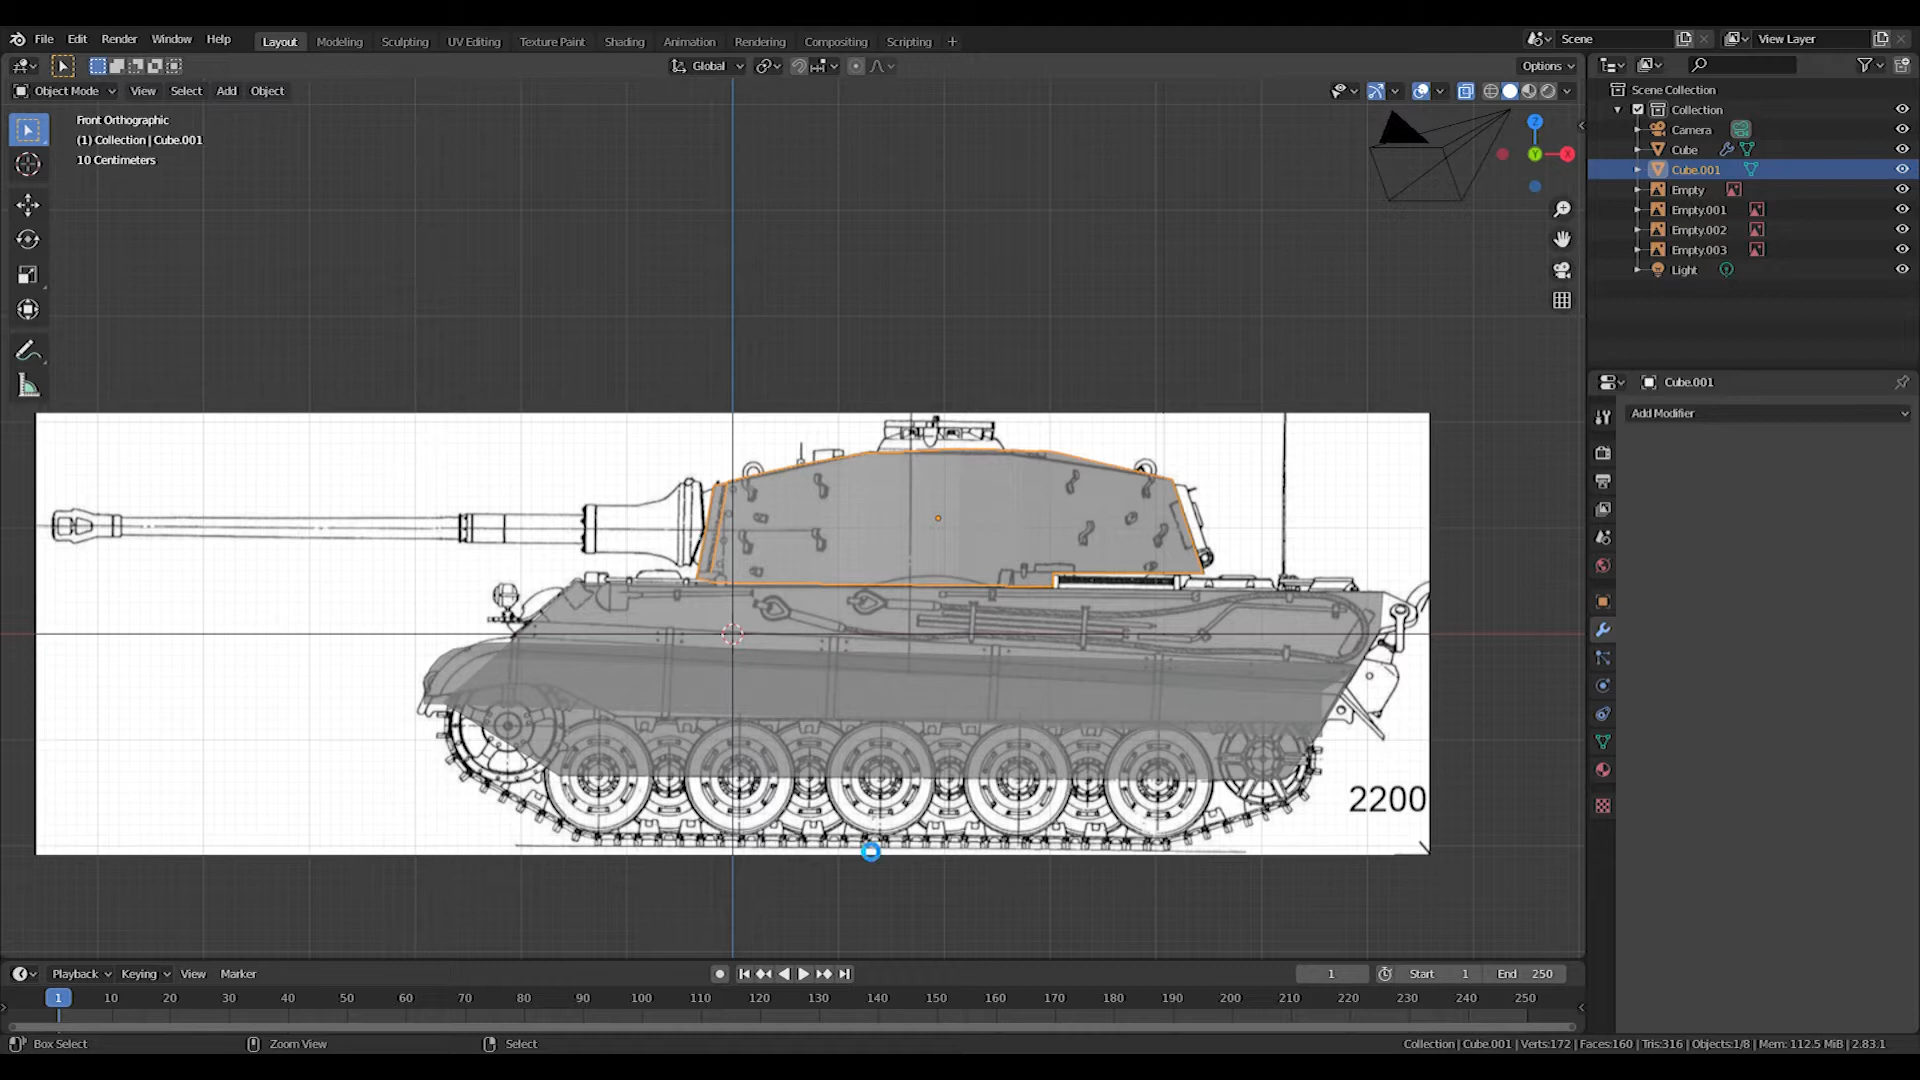 File Edit Render Window Help Layout Modeling Sculpting UV Editing Texture Paint Shading Animation Rendering Compositing Scripting + Scene View Layer
Global Options
Object Mode View Select Add Object
Front Orthographic
(1) Collection | Cube.001
10 Centimeters
Z
Y
X
Scene Collection
Collection
Camera
Cube
Cube.001
Empty
Empty.001
Empty.002
Empty.003
Light
Cube.001
Add Modifier
2200
Playback Keying View Marker 1 Start 1 End 250
1 10 20 30 40 50 60 70 80 90 100 110 120 130 140 150 160 170 180 190 200 210 220 230 240 250
Box Select Zoom View Select Collection | Cube.001 | Verts:172 | Faces:160 | Tris:316 | Objects:1/8 | Mem: 112.5 MiB | 2.83.1